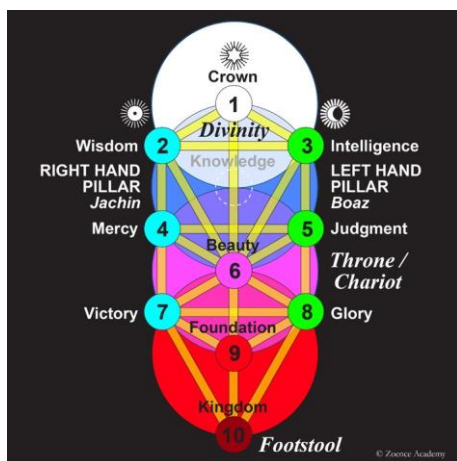 Crown
1
Divinity
Wisdom 2 3 Intelligence
Knowledge
RIGHT HAND
PILLAR
Jachin
LEFT HAND
PILLAR
Boaz
Mercy 4 5 Judgment
Beauty
6
Throne /
Chariot
Victory 7 8 Glory
Foundation
9
Kingdom
10
Footstool
© Zoence Academy